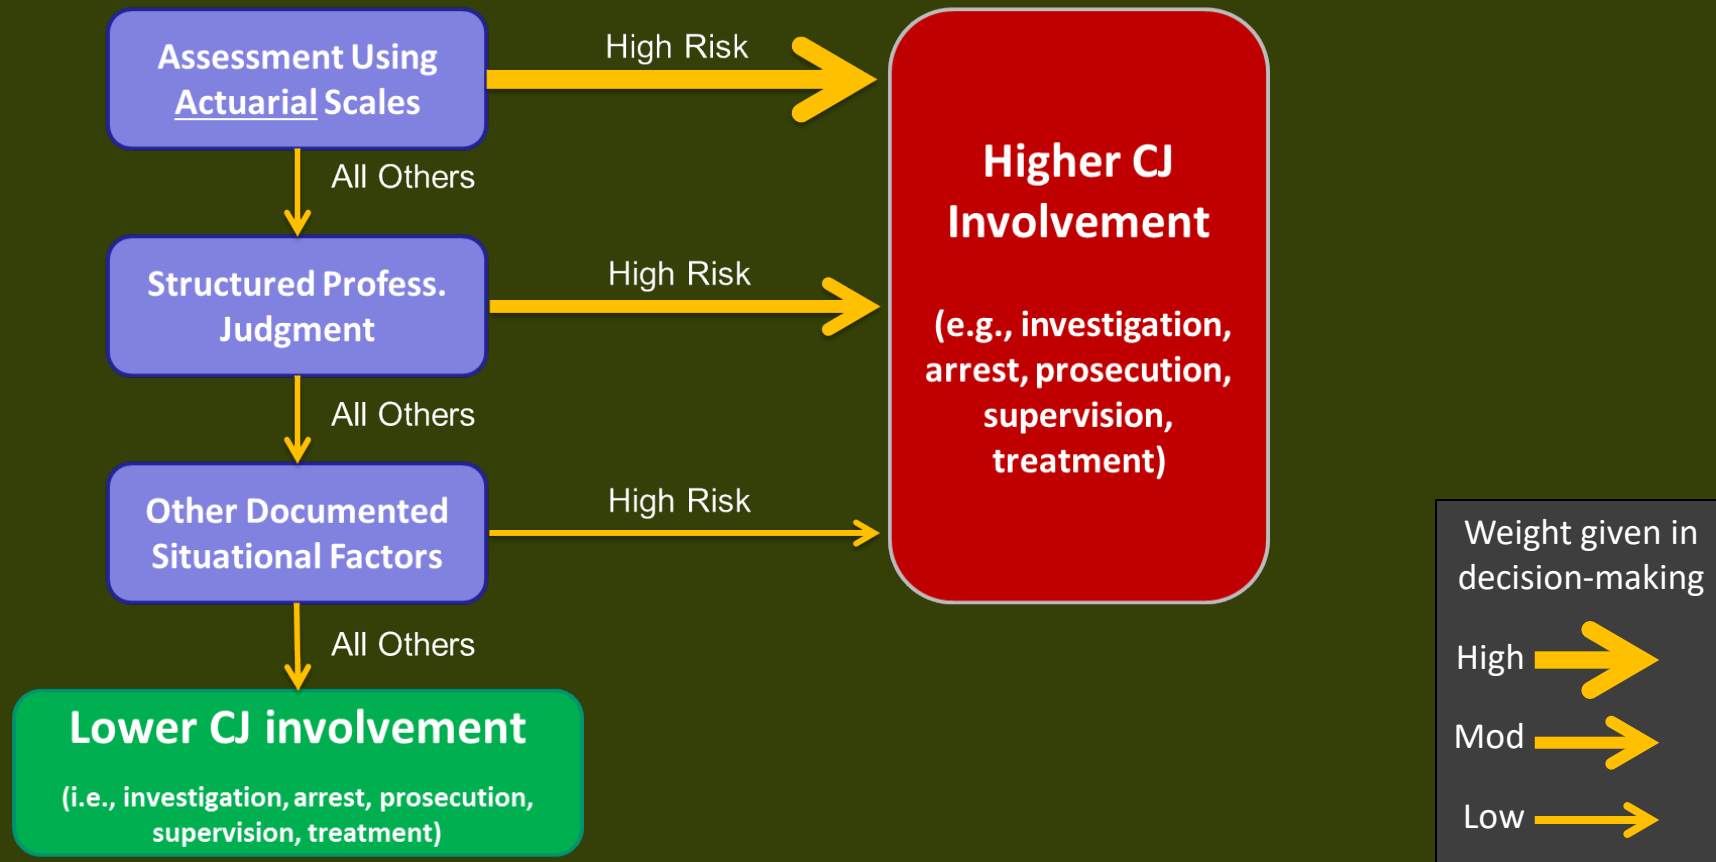 Assessment Using
Actuarial Scales
High Risk
All Others
Structured Profess.
Judgment
High Risk
All Others
Other Documented
Situational Factors
High Risk
All Others
Lower CJ involvement
(i.e., investigation, arrest, prosecution,
supervision, treatment)
Higher CJ
Involvement
(e.g., investigation,
arrest, prosecution,
supervision,
treatment)
Weight given in
decision-making
High
Mod
Low